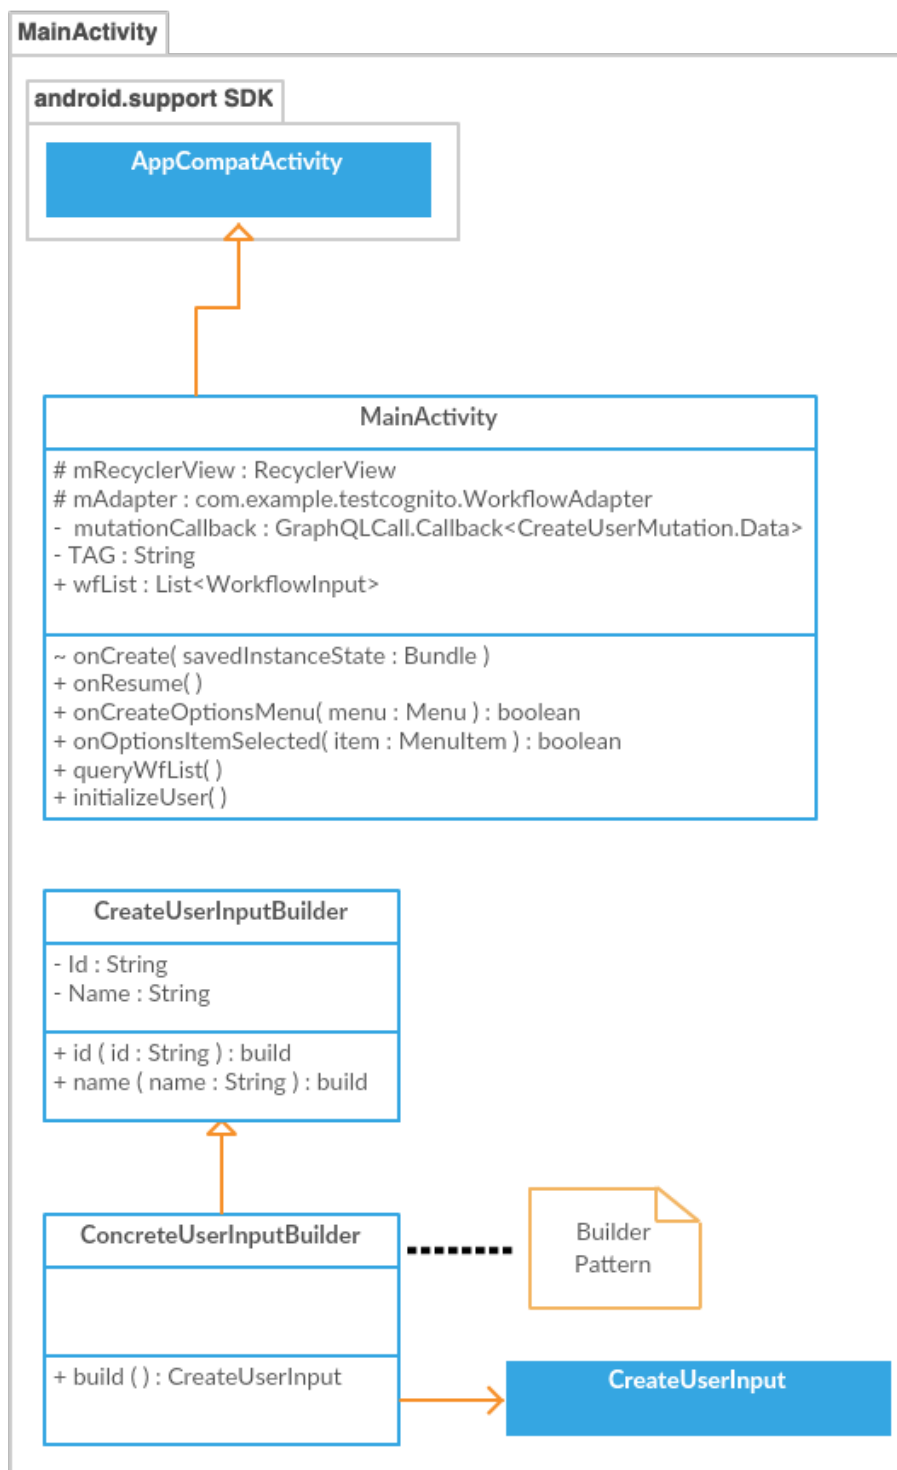 MainActivity
android.support SDK
AppCompatActivity
MainActivity
# mRecyclerView : RecyclerView
# mAdapter : com.example.testcognito.WorkflowAdapter
- mutationCallback : GraphQLCall.Callback<CreateUserMutation.Data>
- TAG : String
+ wfList : List<WorkflowInput>
~ onCreate( savedInstanceState : Bundle )
+ onResume( )
+ onCreateOptionsMenu( menu : Menu ) : boolean
+ onOptionsItemSelected( item : MenuItem ) : boolean
+ queryWfList( )
+ initializeUser( )
CreateUserInputBuilder
- Id : String
- Name : String
+ id ( id : String ) : build
+ name ( name : String ) : build
ConcreteUserInputBuilder
+ build ( ) : CreateUserInput
Builder
Pattern
CreateUserInput